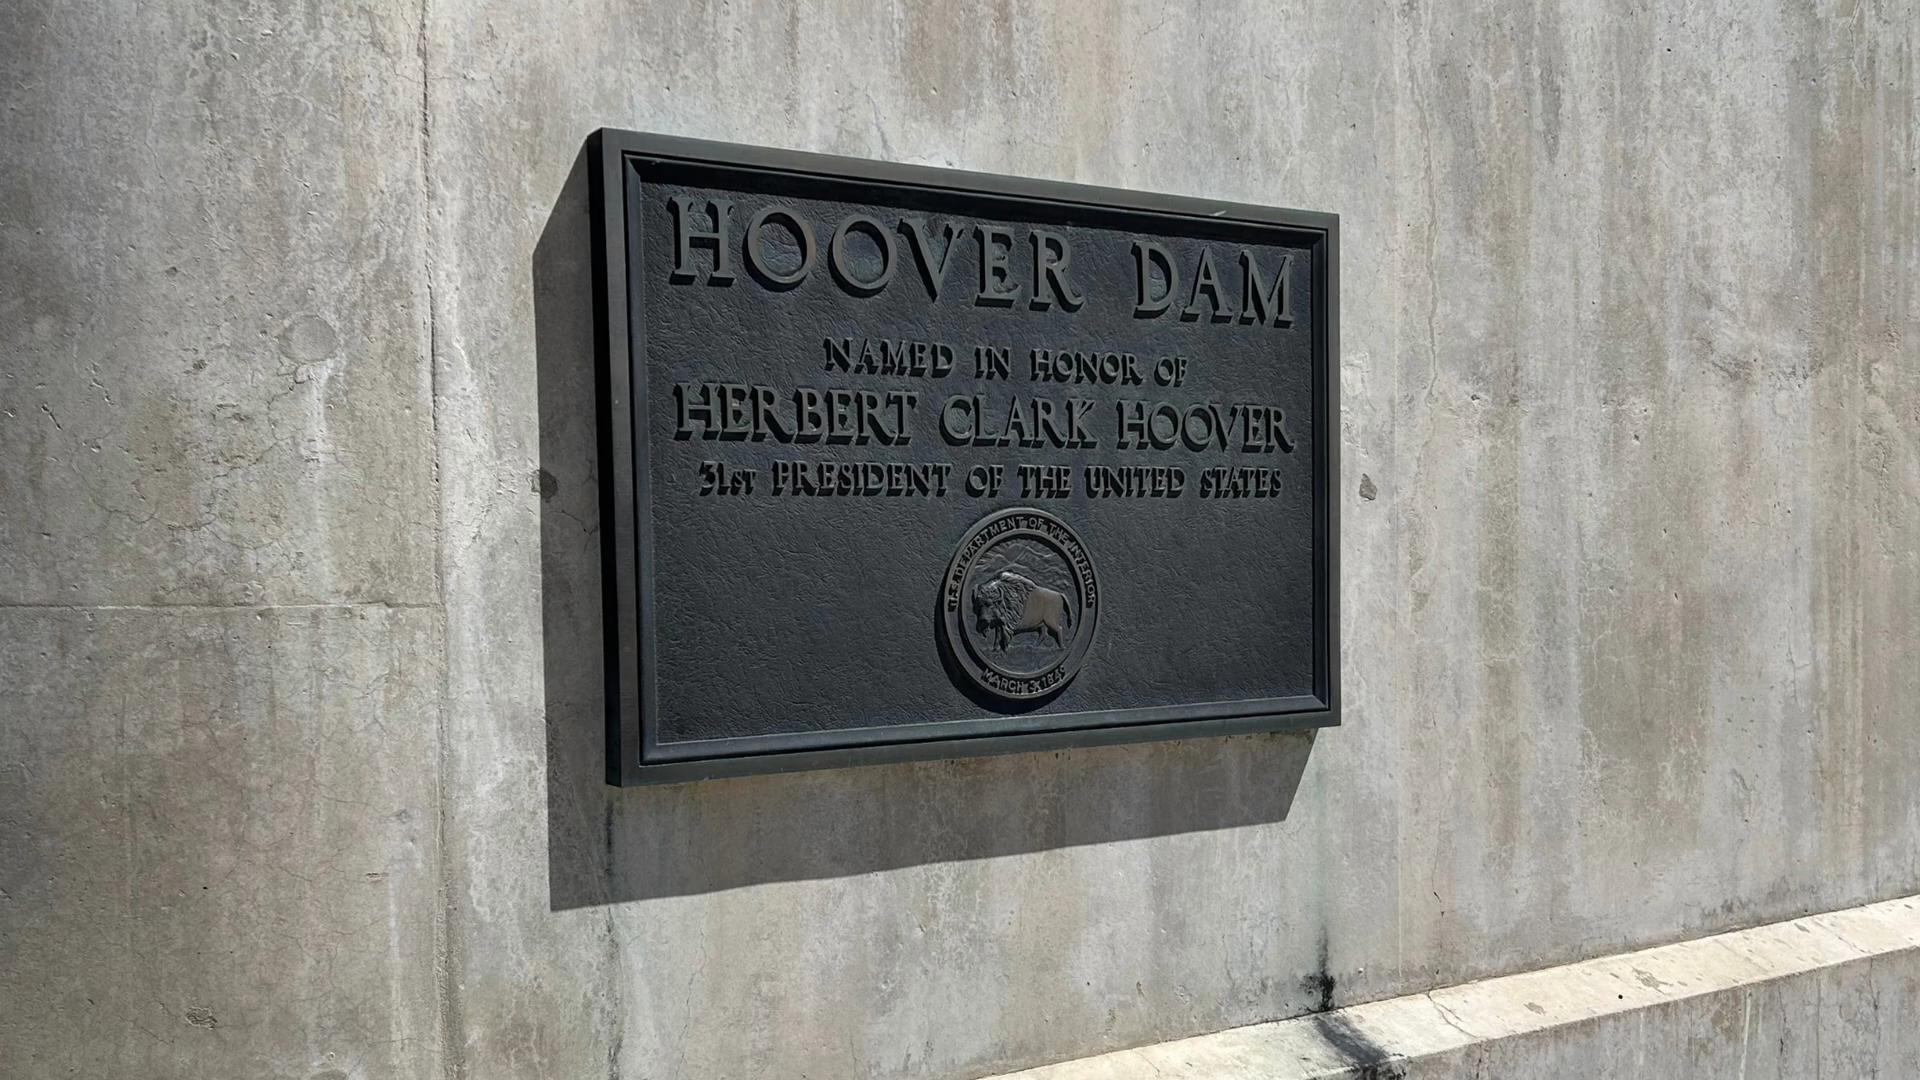 HOOVER DAM
NAMED IN HONOR OF
HERBERT CLARK HOOVER
31ST PRESIDENT OF THE UNITED STATES
U.S. DEPARTMENT OF THE INTERIOR
MARCH 3, 1849